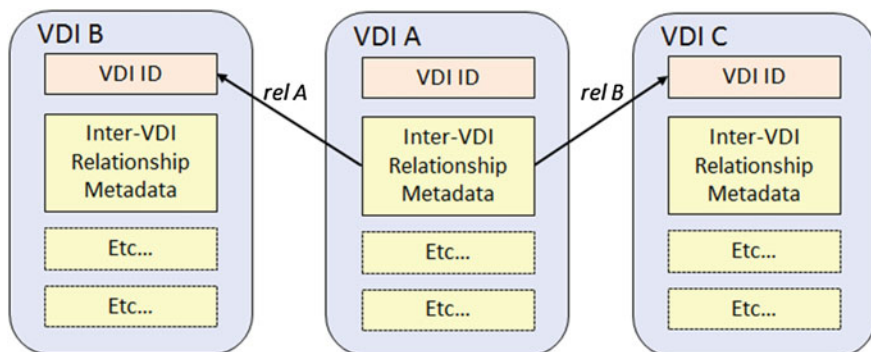 VDI B
VDI ID
Inter-VDI
Relationship
Metadata
Etc...
Etc...
rel A
VDI A
VDI ID
Inter-VDI
Relationship
Metadata
Etc...
Etc...
rel B
VDI C
VDI ID
Inter-VDI
Relationship
Metadata
Etc...
Etc...